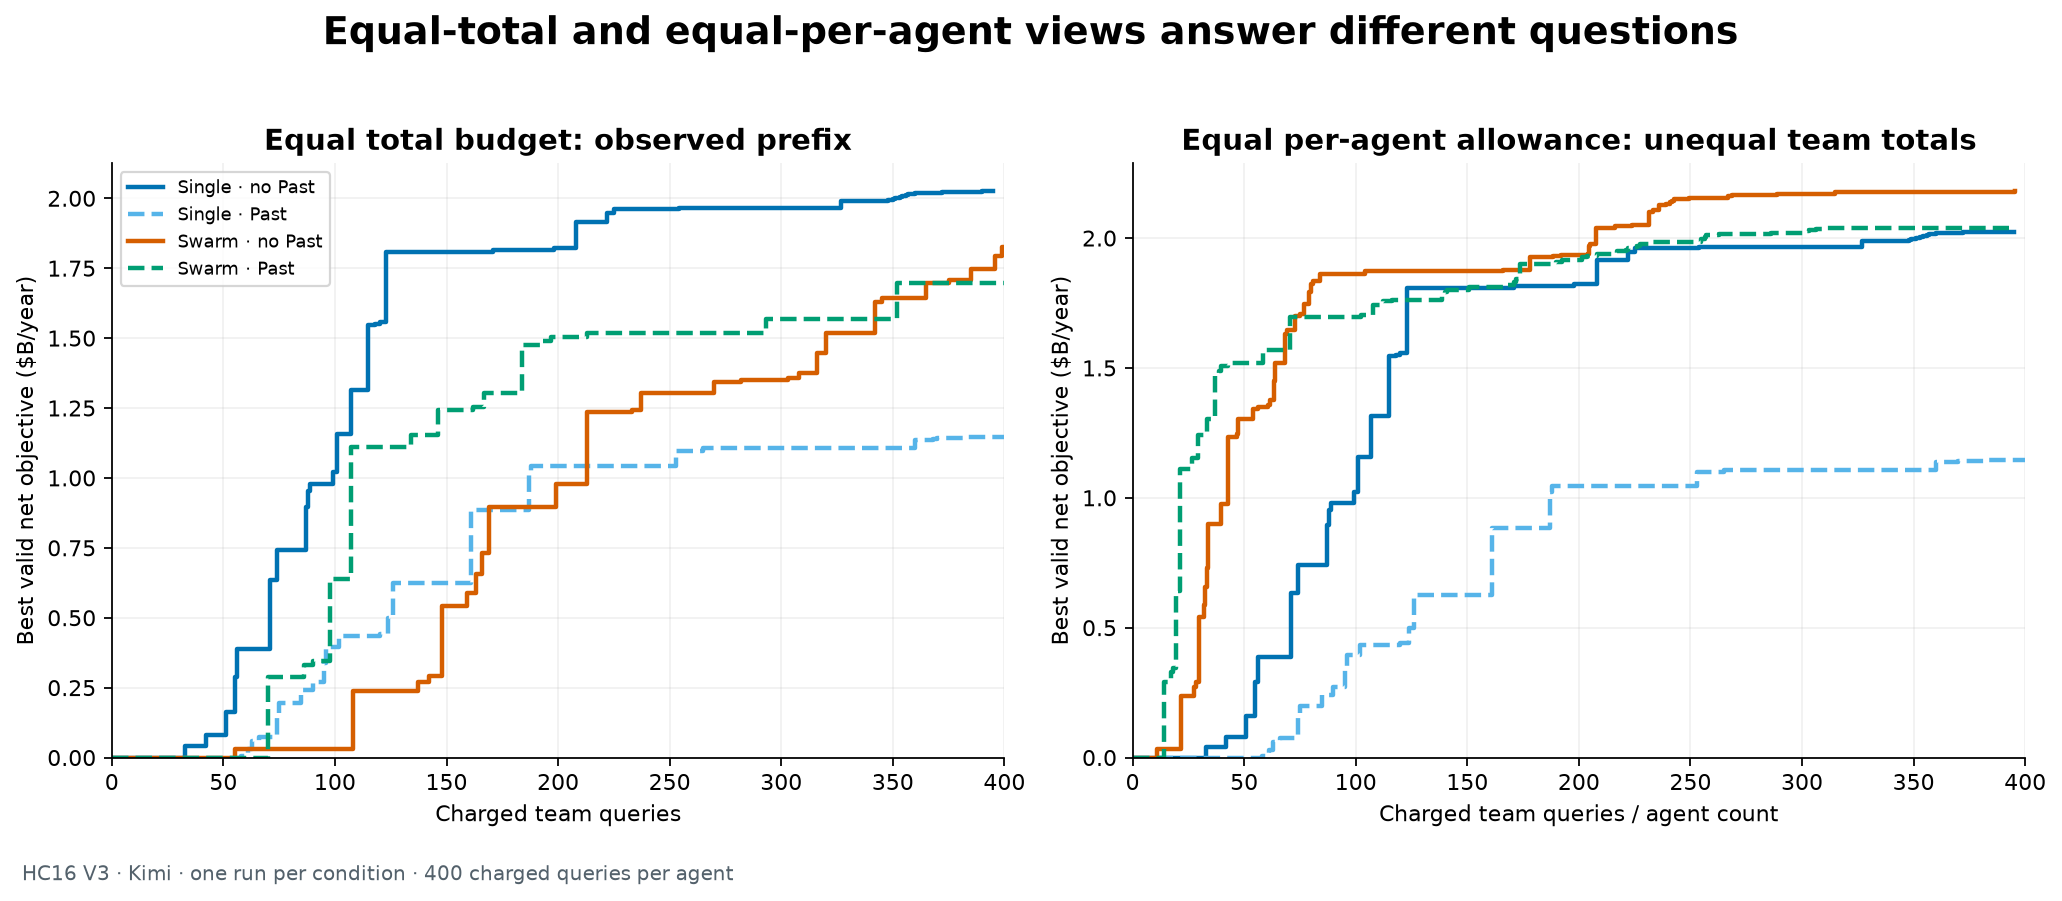 Equal-total and equal-per-agent views answer different questions
Equal total budget: observed prefix
Best valid net objective ($B/year)
2.00
1.75
1.50
1.25
1.00
0.75
0.50
0.25
0.00
Single · no Past
Single · Past
Swarm · no Past
Swarm · Past
0 50 100 150 200 250 300 350 400
Charged team queries
Equal per-agent allowance: unequal team totals
Best valid net objective ($B/year)
2.0
1.5
1.0
0.5
0.0
0 50 100 150 200 250 300 350 400
Charged team queries / agent count
HC16 V3 · Kimi · one run per condition · 400 charged queries per agent